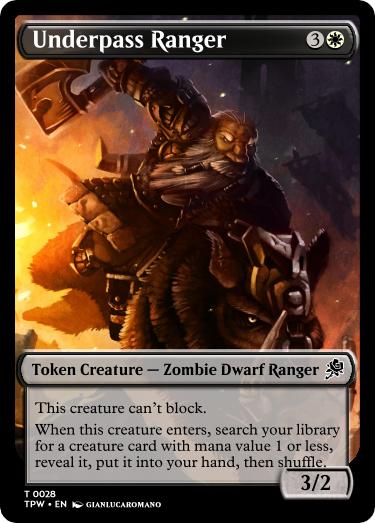 Underpass Ranger 3
Token Creature — Zombie Dwarf Ranger
This creature can't block.
When this creature enters, search your library
for a creature card with mana value 1 or less,
reveal it, put it into your hand, then shuffle.
3/2
T 0028
TPW • EN GIANLUCAROMANO